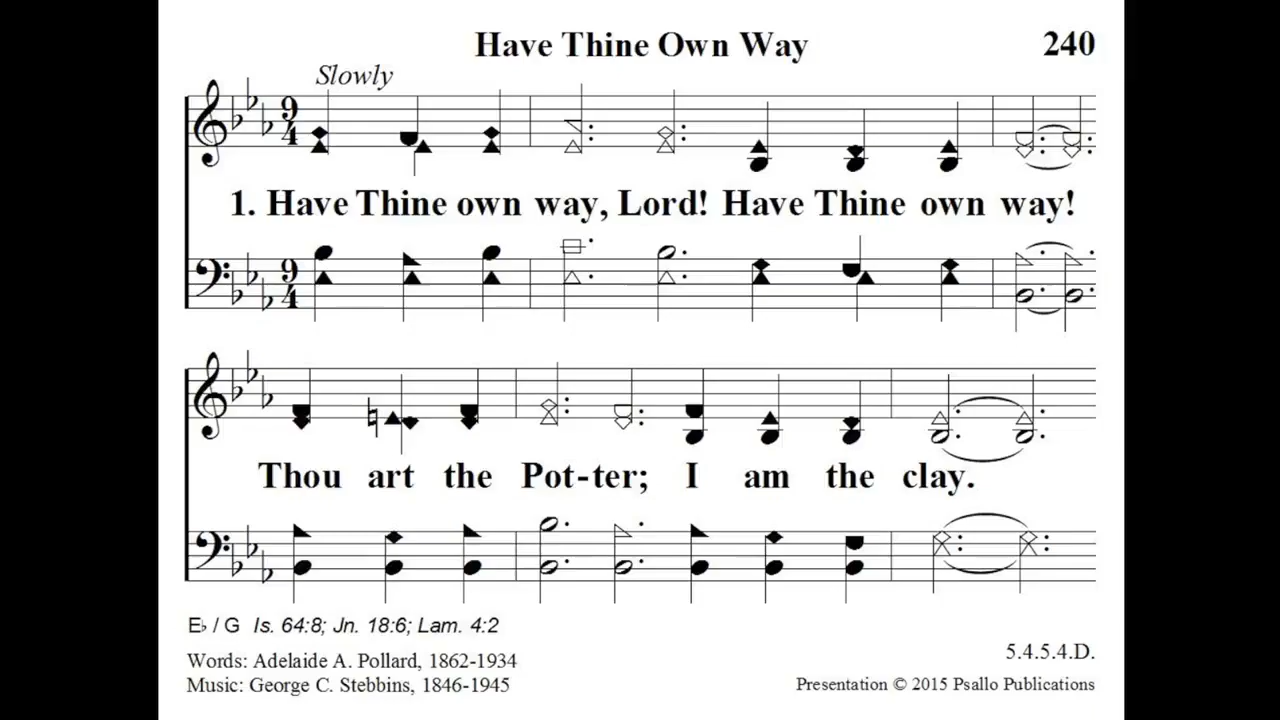 Have Thine Own Way 240
Slowly
1. Have Thine own way, Lord! Have Thine own way!
Thou art the Pot-ter; I am the clay.
E♭ / G Is. 64:8; Jn. 18:6; Lam. 4:2
Words: Adelaide A. Pollard, 1862-1934
5.4.5.4.D.
Music: George C. Stebbins, 1846-1945
Presentation © 2015 Psallo Publications